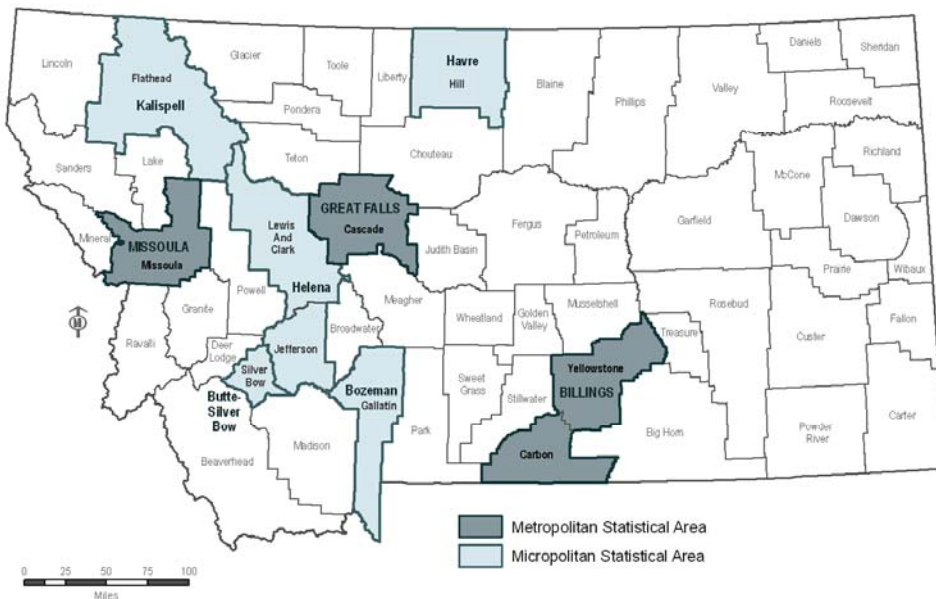 Lincoln
Flathead
Kalispell
Glacier
Toole
Liberty
Havre
Hill
Blaine
Phillips
Valley
Daniels
Sheridan
Roosevelt
Pondera
Teton
Chouteau
Sanders
Lake
Mineral
MISSOULA
Missoula
Lewis
And
Clark
Helena
GREAT FALLS
Cascade
Judith Basin
Fergus
Petroleum
Garfield
McCone
Richland
Dawson
Prairie
Wibaux
Powell
Granite
Ravalli
Deer
Lodge
Silver
Bow
Jefferson
Broadwater
Meagher
Wheatland
Golden
Valley
Musselshell
Rosebud
Treasure
Custer
Fallon
Butte-
Silver
Bow
Beaverhead
Madison
Bozeman
Gallatin
Park
Sweet
Grass
Stillwater
Yellowstone
BILLINGS
Carbon
Big Horn
Powder
River
Carter
Metropolitan Statistical Area
Micropolitan Statistical Area
0 25 50 75 100
Miles